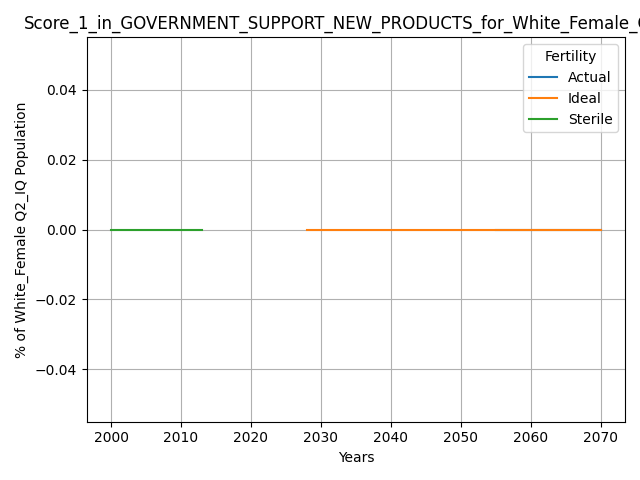 Score_1_in_GOVERNMENT_SUPPORT_NEW_PRODUCTS_for_White_Female_
Fertility
Actual
Ideal
Sterile
0.04
0.02
0.00
−0.02
−0.04
% of White_Female Q2_IQ Population
2000 2010 2020 2030 2040 2050 2060 2070
Years